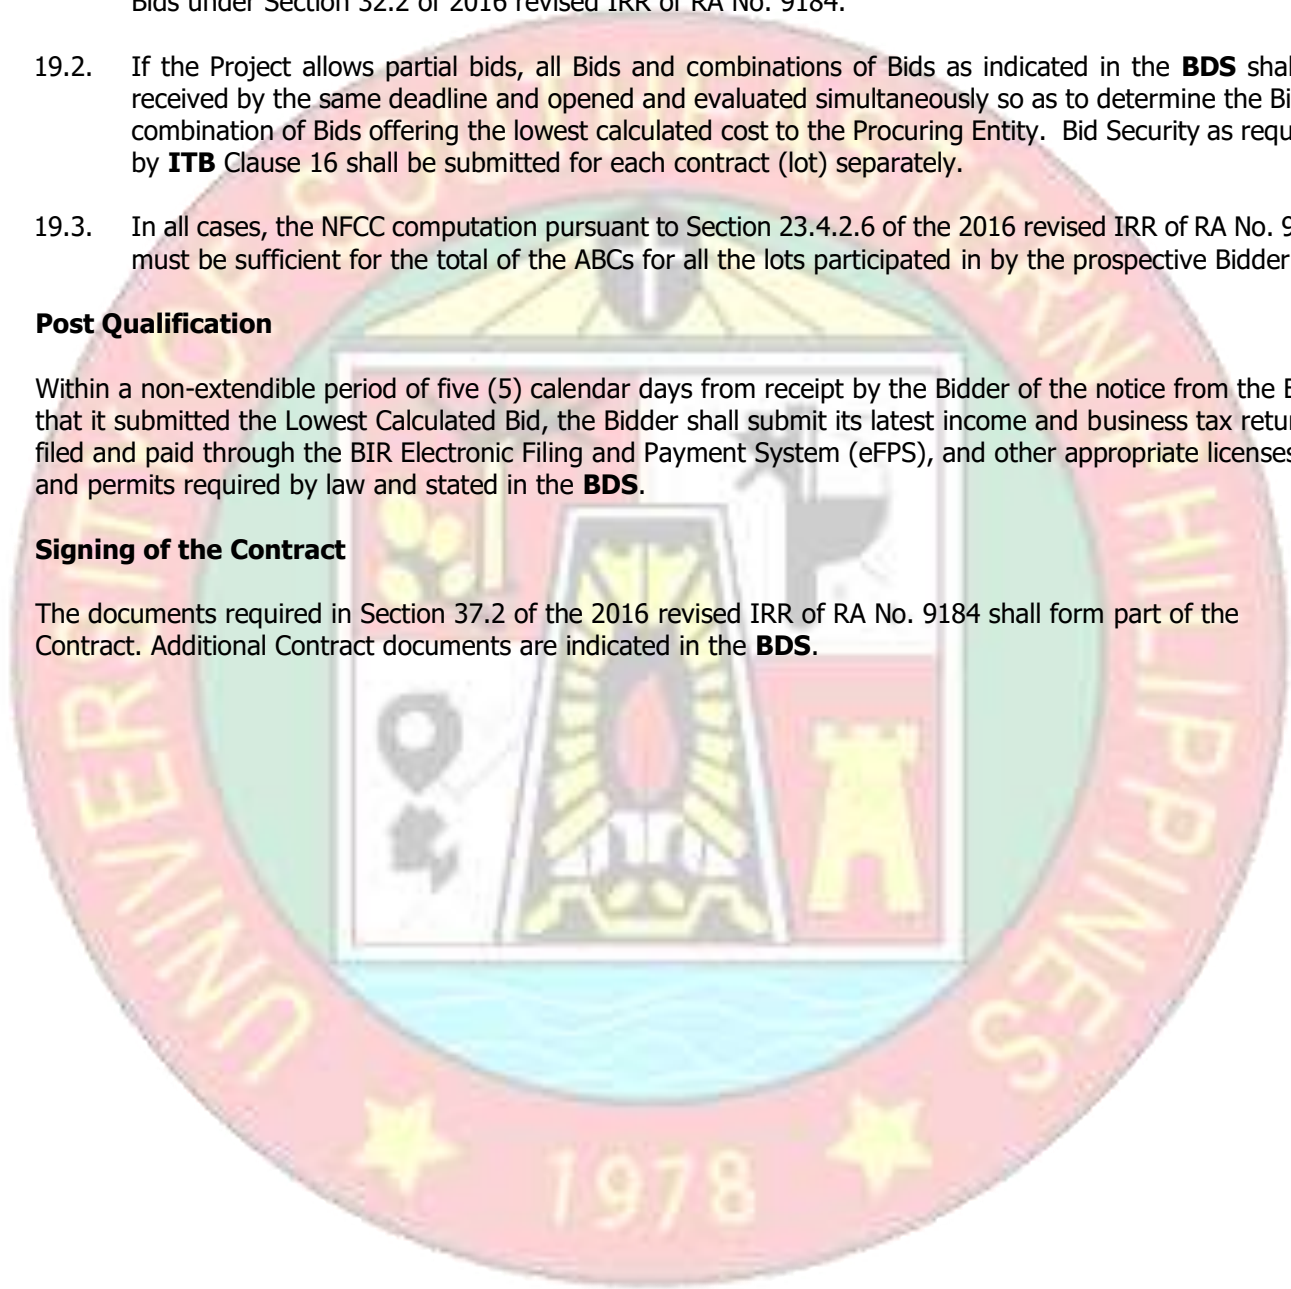 Bids under Section 32.2 of 2016 revised IRR of RA No. 9184.
19.2. If the Project allows partial bids, all Bids and combinations of Bids as indicated in the BDS shal
received by the same deadline and opened and evaluated simultaneously so as to determine the Bi
combination of Bids offering the lowest calculated cost to the Procuring Entity. Bid Security as requ
by ITB Clause 16 shall be submitted for each contract (lot) separately.
19.3. In all cases, the NFCC computation pursuant to Section 23.4.2.6 of the 2016 revised IRR of RA No. 9
must be sufficient for the total of the ABCs for all the lots participated in by the prospective Bidder
Post Qualification
Within a non-extendible period of five (5) calendar days from receipt by the Bidder of the notice from the B
that it submitted the Lowest Calculated Bid, the Bidder shall submit its latest income and business tax retur
filed and paid through the BIR Electronic Filing and Payment System (eFPS), and other appropriate licenses
and permits required by law and stated in the BDS.
Signing of the Contract
The documents required in Section 37.2 of the 2016 revised IRR of RA No. 9184 shall form part of the
Contract. Additional Contract documents are indicated in the BDS.
UNIVERSITY OF SOUTHEASTERN PHILIPPINES
1978